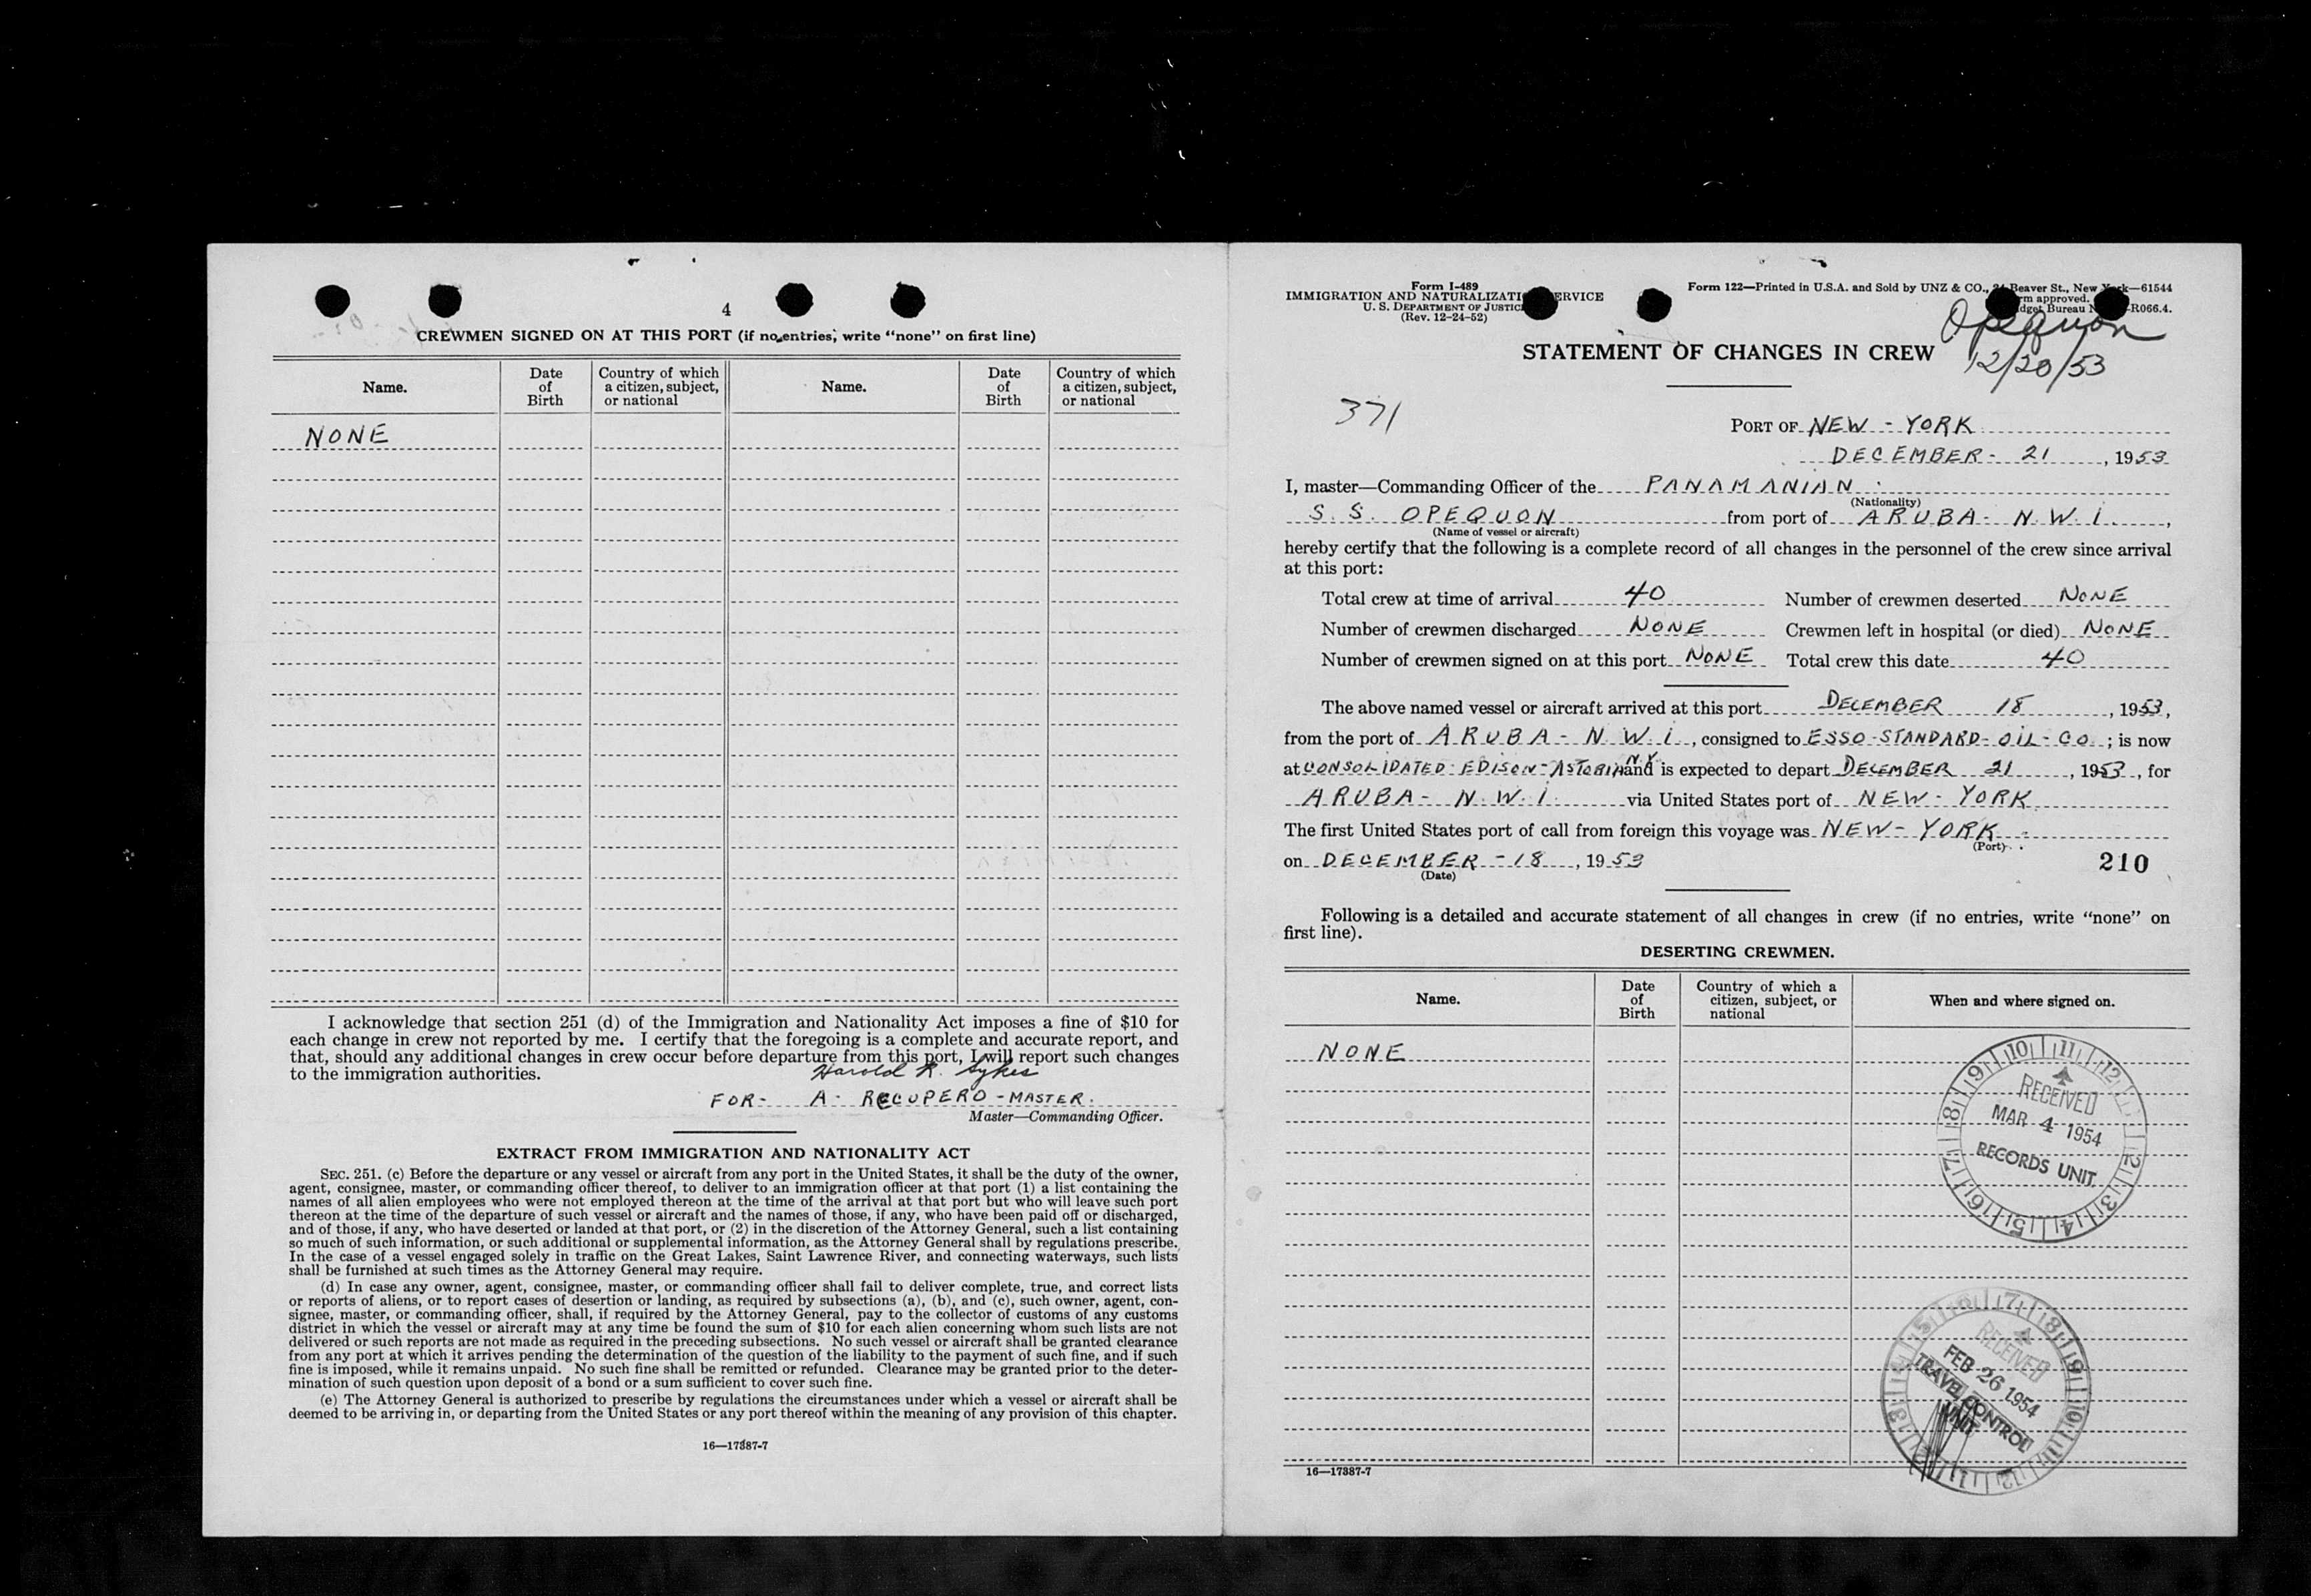 4
CREWMEN SIGNED ON AT THIS PORT (if no entries, write "none" on first line)
Name.
Date of Birth
Country of which a citizen, subject, or national
Name.
Date of Birth
Country of which a citizen, subject, or national
NONE
I acknowledge that section 251 (d) of the Immigration and Nationality Act imposes a fine of $10 for
each change in crew not reported by me. I certify that the foregoing is a complete and accurate report, and
that, should any additional changes in crew occur before departure from this port, I will report such changes
to the immigration authorities.
Harold R. Sykes
FOR- A. RECUPERO - MASTER.
Master—Commanding Officer.
EXTRACT FROM IMMIGRATION AND NATIONALITY ACT
SEC. 251. (c) Before the departure or any vessel or aircraft from any port in the United States, it shall be the duty of the owner,
agent, consignee, master, or commanding officer thereof, to deliver to an immigration officer at that port (1) a list containing the
names of all alien employees who were not employed thereon at the time of the arrival at that port but who will leave such port
thereon at the time of the departure of such vessel or aircraft and the names of those, if any, who have been paid off or discharged,
and of those, if any, who have deserted or landed at that port, or (2) in the discretion of the Attorney General, such a list containing
so much of such information, or such additional or supplemental information, as the Attorney General shall by regulations prescribe.
In the case of a vessel engaged solely in traffic on the Great Lakes, Saint Lawrence River, and connecting waterways, such lists
shall be furnished at such times as the Attorney General may require.
(d) In case any owner, agent, consignee, master, or commanding officer shall fail to deliver complete, true, and correct lists
or reports of aliens, or to report cases of desertion or landing, as required by subsections (a), (b), and (c), such owner, agent, con-
signee, master, or commanding officer, shall, if required by the Attorney General, pay to the collector of customs of any customs
district in which the vessel or aircraft may at any time be found the sum of $10 for each alien concerning whom such lists are not
delivered or such reports are not made as required in the preceding subsections. No such vessel or aircraft shall be granted clearance
from any port at which it arrives pending the determination of the question of the liability to the payment of such fine, and if such
fine is imposed, while it remains unpaid. No such fine shall be remitted or refunded. Clearance may be granted prior to the deter-
mination of such question upon deposit of a bond or a sum sufficient to cover such fine.
(e) The Attorney General is authorized to prescribe by regulations the circumstances under which a vessel or aircraft shall be
deemed to be arriving in, or departing from the United States or any port thereof within the meaning of any provision of this chapter.
16—17387-7
Form I-489
IMMIGRATION AND NATURALIZATI ERVICE
U. S. DEPARTMENT OF JUSTIC
(Rev. 12-24-52)
Form 122—Printed in U.S.A. and Sold by UNZ & CO., Beaver St., New York—61544
rm approved.
dget Bureau N -R066.4.
Opequon
12/20/53
STATEMENT OF CHANGES IN CREW
371
PORT OF NEW - YORK
DECEMBER - 21, 1953
I, master—Commanding Officer of the PANAMANIAN
(Nationality)
S. S. OPEQUON from port of ARUBA - N. W. I.,
(Name of vessel or aircraft)
hereby certify that the following is a complete record of all changes in the personnel of the crew since arrival
at this port:
Total crew at time of arrival 40 Number of crewmen deserted NONE
Number of crewmen discharged NONE Crewmen left in hospital (or died) NONE
Number of crewmen signed on at this port NONE Total crew this date 40
The above named vessel or aircraft arrived at this port DECEMBER 18, 1953,
from the port of ARUBA - N. W. I., consigned to ESSO - STANDARD - OIL - CO.; is now
at CONSOLIDATED EDISON - ASTORIA N.Y. and is expected to depart DECEMBER 21, 1953, for
ARUBA - N. W. I. via United States port of NEW - YORK
The first United States port of call from foreign this voyage was NEW - YORK
(Port)
on DECEMBER - 18, 1953
(Date)
210
Following is a detailed and accurate statement of all changes in crew (if no entries, write "none" on
first line).
DESERTING CREWMEN.
Name.
Date of Birth
Country of which a citizen, subject, or national
When and where signed on.
NONE
RECEIVED
MAR 4 1954
RECORDS UNIT
RECEIVED
FEB 26 1954
TRAVEL CONTROL
UNIT
16—17387-7